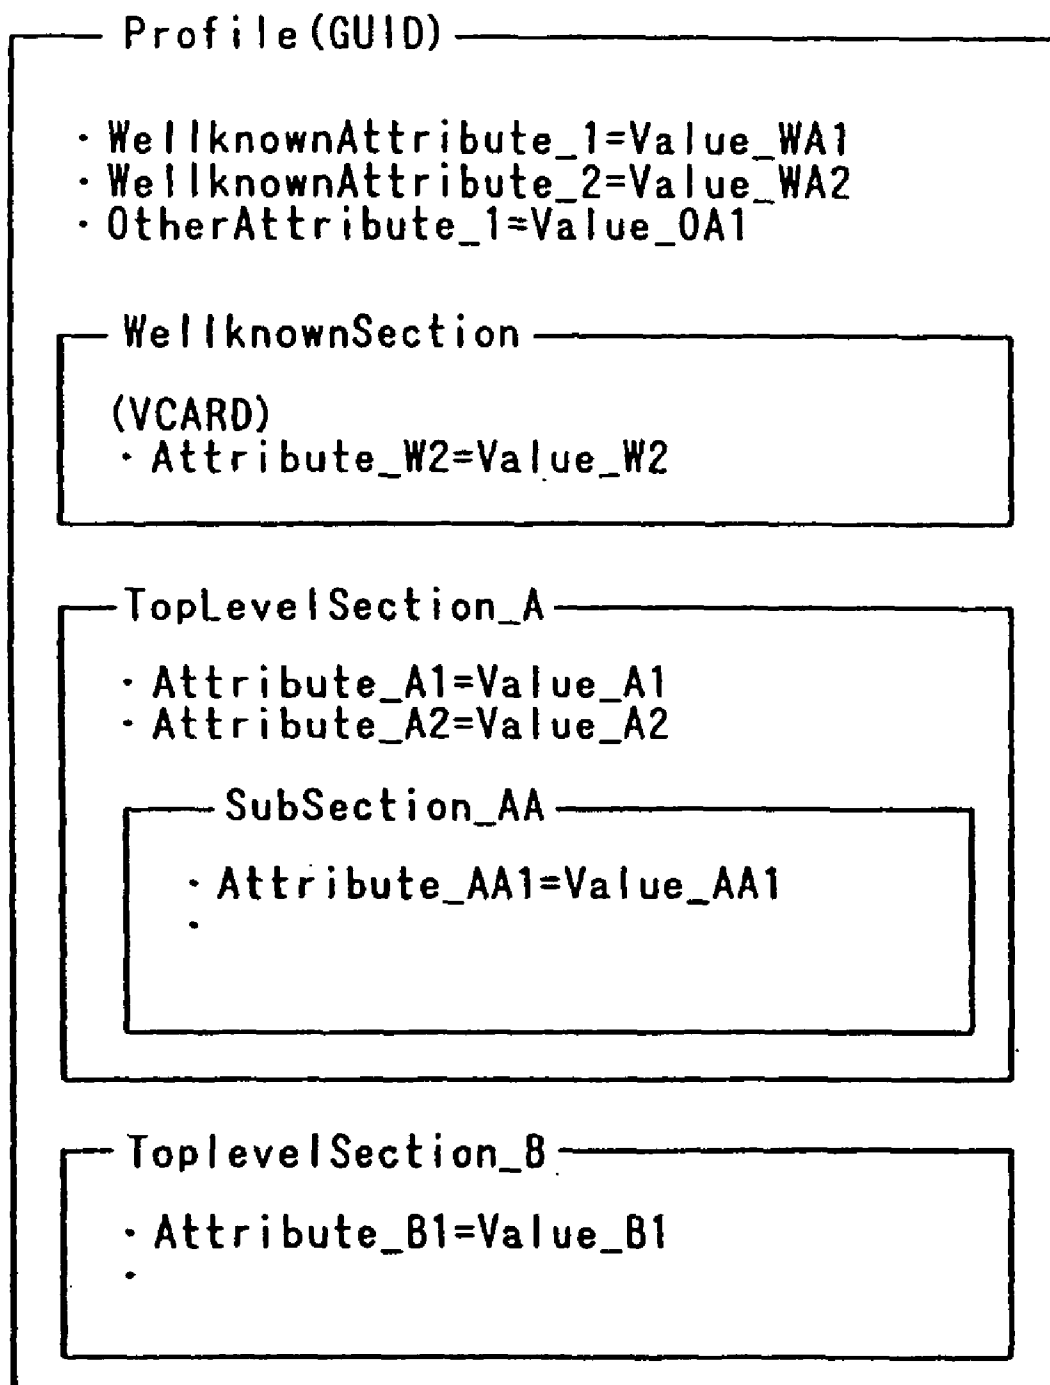 Profile(GUID)
・WellknownAttribute_1=Value_WA1
・WellknownAttribute_2=Value_WA2
・OtherAttribute_1=Value_OA1
WellknownSection
(VCARD)
・Attribute_W2=Value_W2
TopLevelSection_A
・Attribute_A1=Value_A1
・Attribute_A2=Value_A2
SubSection_AA
・Attribute_AA1=Value_AA1
・
ToplevelSection_B
・Attribute_B1=Value_B1
・